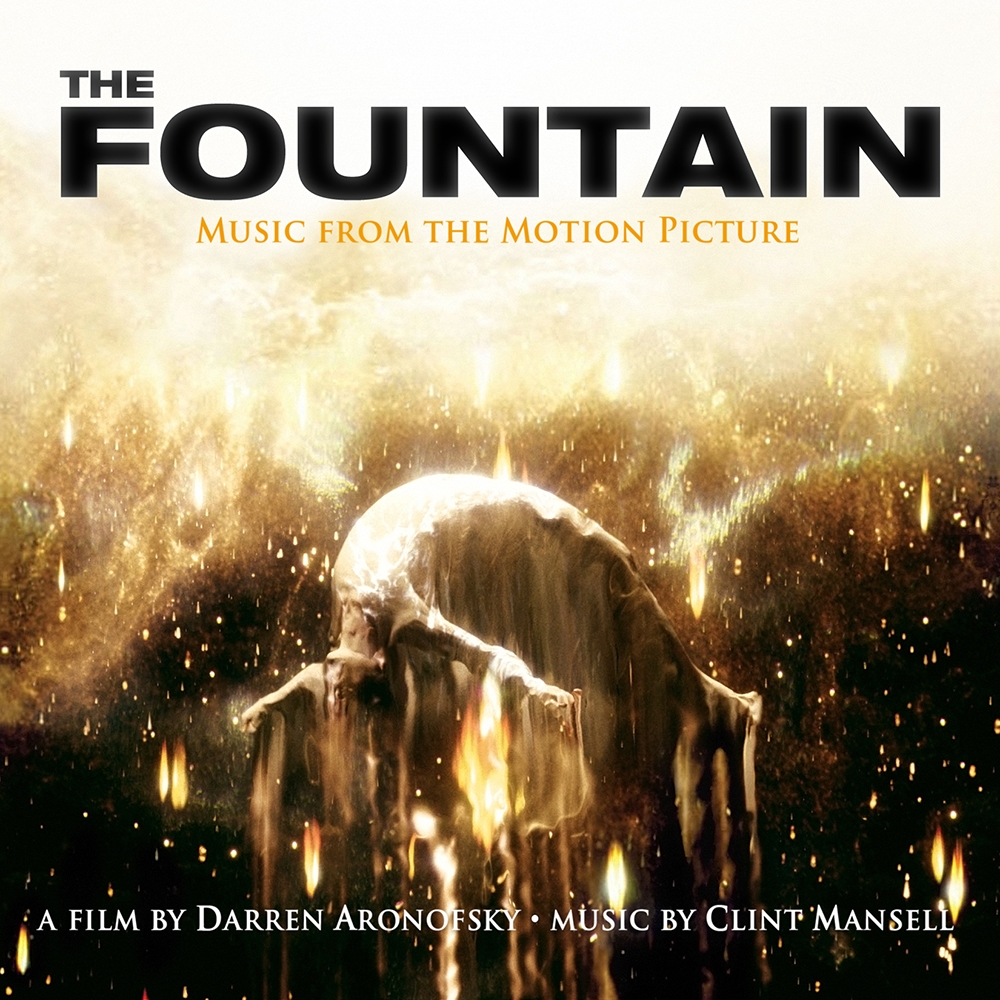 THE
FOUNTAIN
MUSIC FROM THE MOTION PICTURE
A FILM BY DARREN ARONOFSKY • MUSIC BY CLINT MANSELL